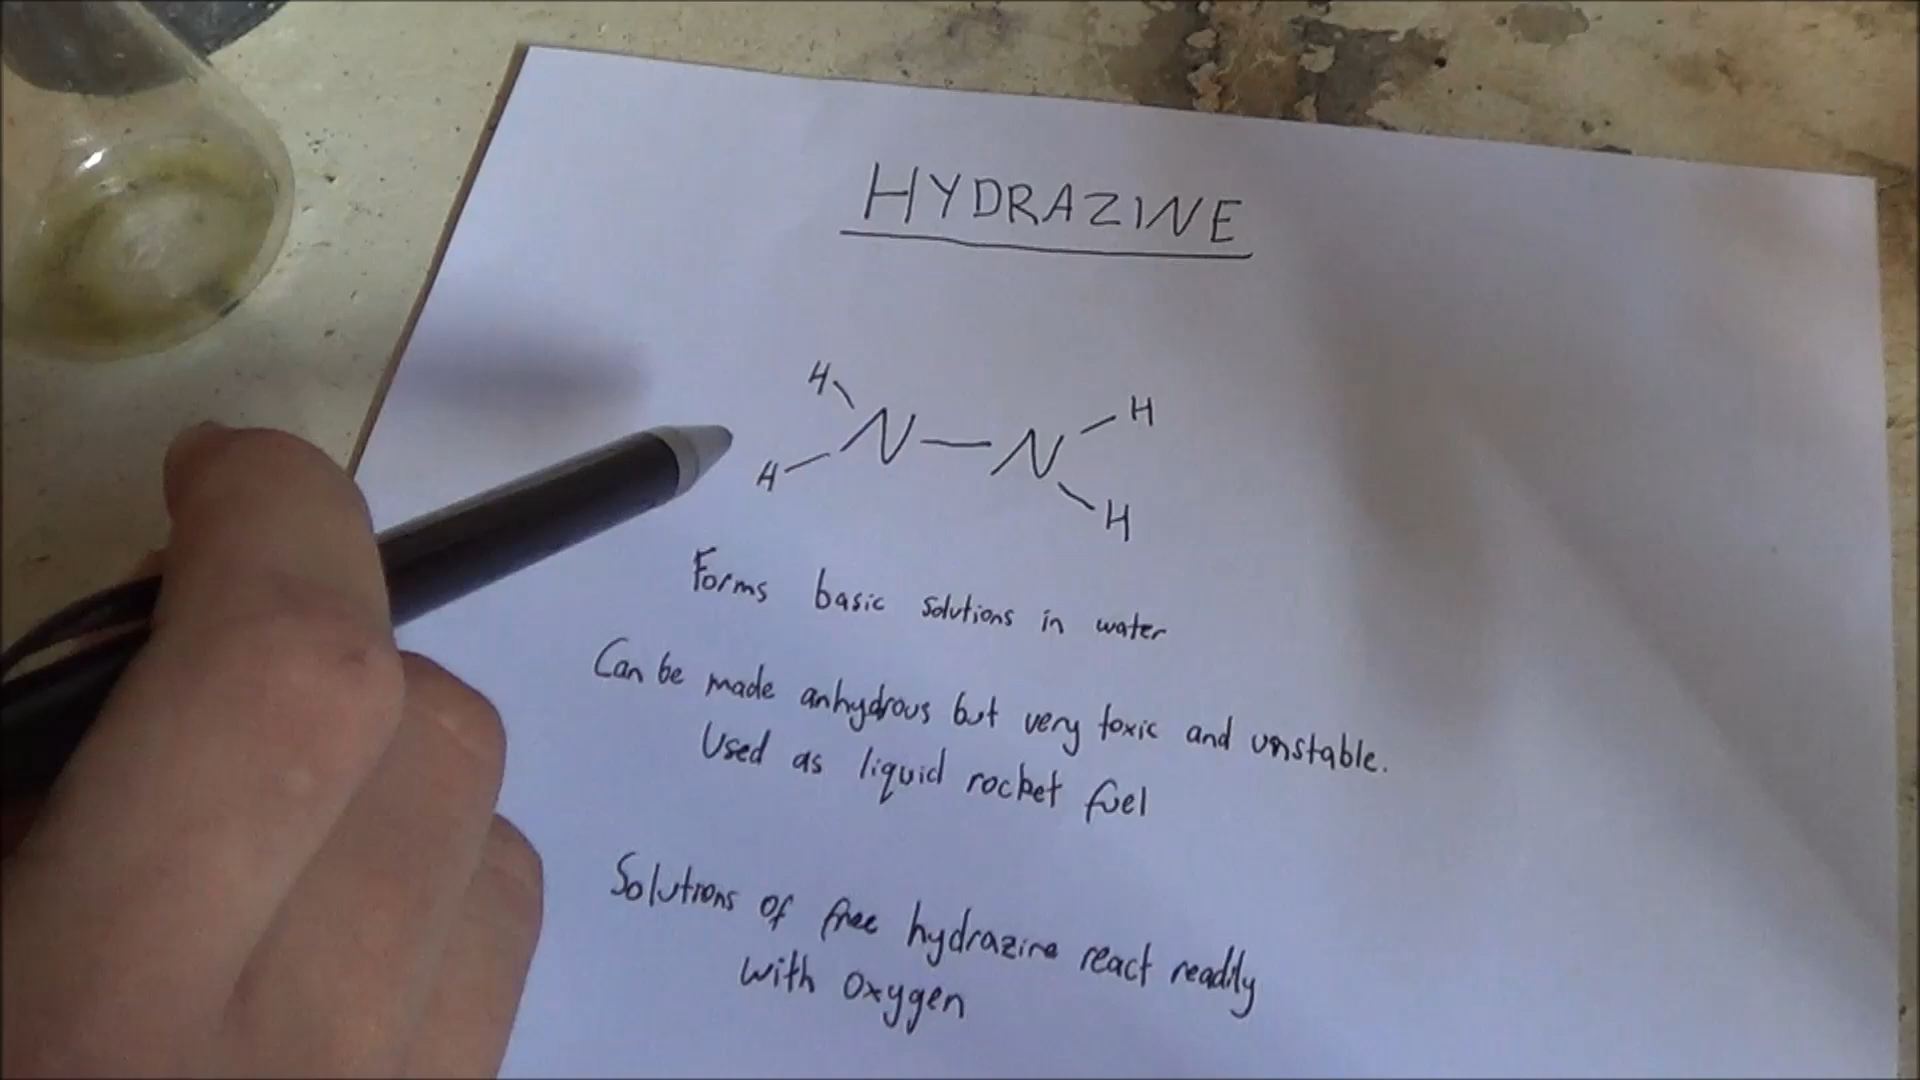 HYDRAZINE
H H
N — N
H H
Forms basic solutions in water
Can be made anhydrous but very toxic and unstable.
Used as liquid rocket fuel
Solutions of free hydrazine react readily
with oxygen